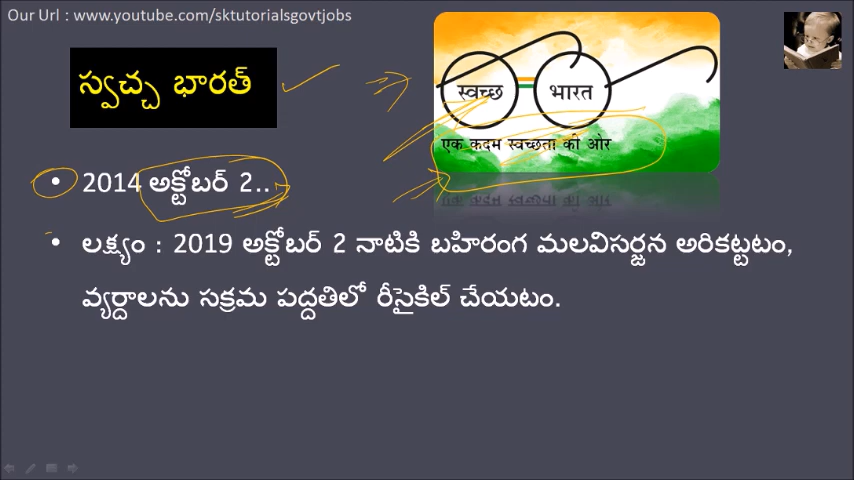 Our Url : www.youtube.com/sktutorialsgovtjobs
స్వచ్చ భారత్
स्वच्छ भारत
एक कदम स्वच्छता की ओर
2014 అక్టోబర్ 2..
లక్ష్యం : 2019 అక్టోబర్ 2 నాటికి బహిరంగ మలవిసర్జన అరికట్టటం,
వ్యర్దాలను సక్రమ పద్దతిలో రీసైకిల్ చేయటం.